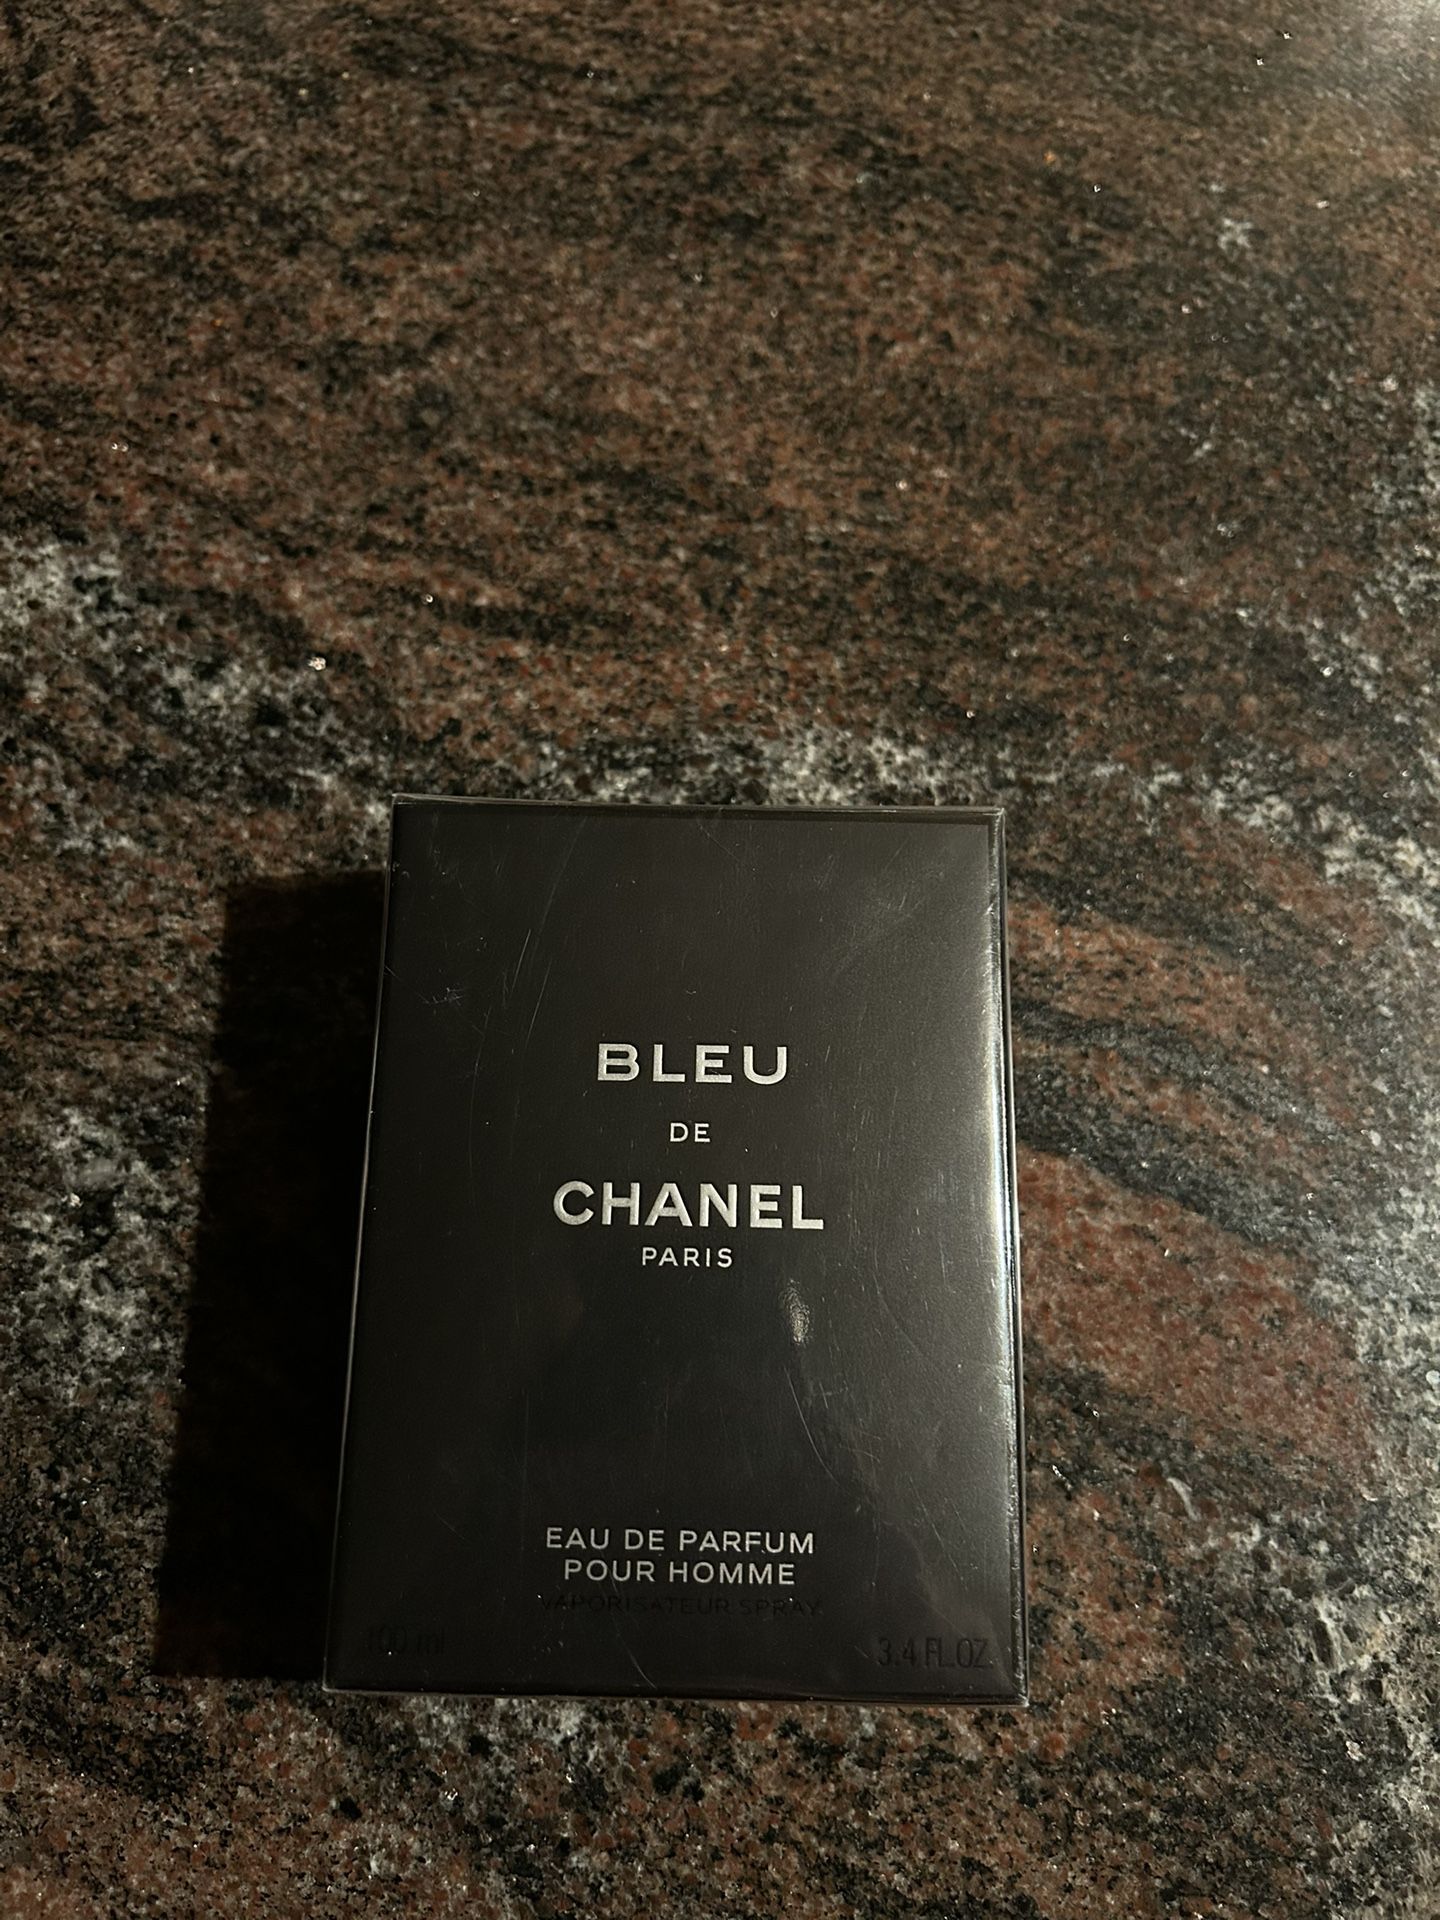 BLEU
DE
CHANEL
PARIS
EAU DE PARFUM
POUR HOMME
VAPORISATEUR SPRAY
100 ml 3.4 FL.OZ